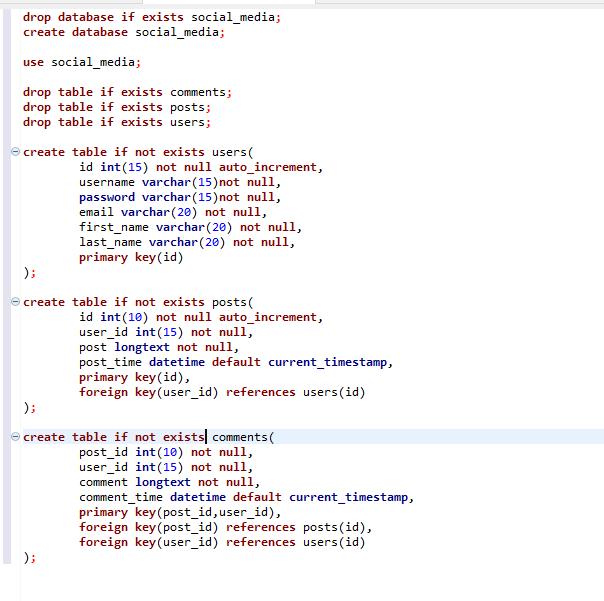 drop database if exists social_media;
create database social_media;
use social_media;
drop table if exists comments;
drop table if exists posts;
drop table if exists users;
create table if not exists users(
id int(15) not null auto_increment,
username varchar(15)not null,
password varchar(15)not null,
email varchar(20) not null,
first_name varchar(20) not null,
last_name varchar(20) not null,
primary key(id)
);
create table if not exists posts(
id int(10) not null auto_increment,
user_id int(15) not null,
post longtext not null,
post_time datetime default current_timestamp,
primary key(id),
foreign key(user_id) references users(id)
);
create table if not exists comments(
post_id int(10) not null,
user_id int(15) not null,
comment longtext not null,
comment_time datetime default current_timestamp,
primary key(post_id,user_id),
foreign key(post_id) references posts(id),
foreign key(user_id) references users(id)
);